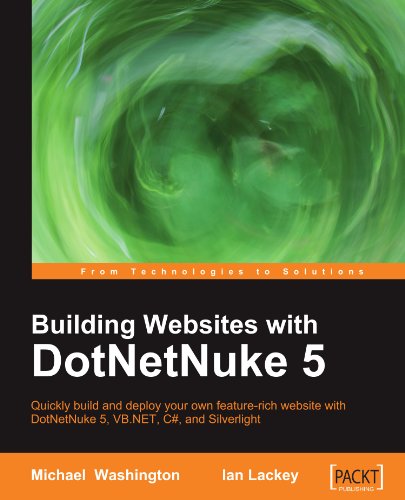 From Technologies to Solutions
Building Websites with
DotNetNuke 5
Quickly build and deploy your own feature-rich website with
DotNetNuke 5, VB.NET, C#, and Silverlight
Michael Washington Ian Lackey
PACKT
PUBLISHING